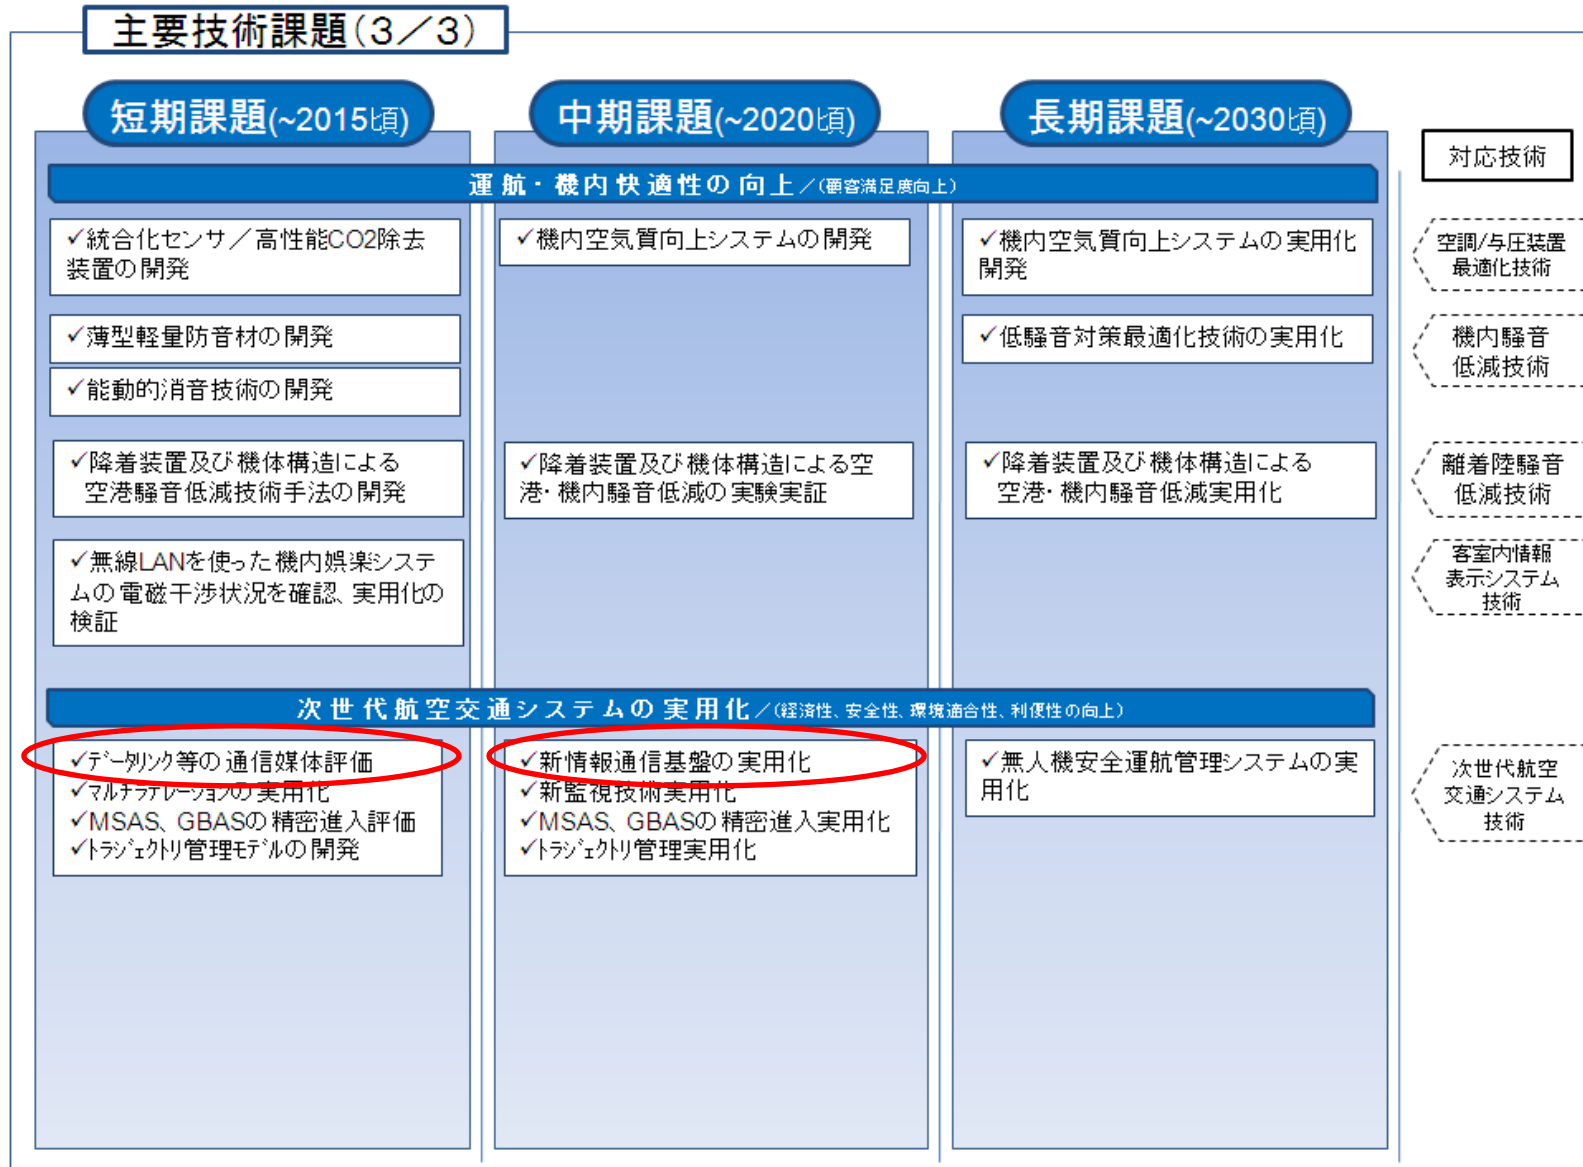 主要技術課題（3／3）
短期課題(~2015頃)
中期課題(~2020頃)
長期課題(~2030頃)
対応技術
運航・機内快適性の向上／(顧客満足度向上)
✓統合化センサ／高性能CO2除去
装置の開発
✓機内空気質向上システムの開発
✓機内空気質向上システムの実用化
開発
空調/与圧装置
最適化技術
✓薄型軽量防音材の開発
✓能動的消音技術の開発
✓低騒音対策最適化技術の実用化
機内騒音
低減技術
✓降着装置及び機体構造による
空港騒音低減技術手法の開発
✓降着装置及び機体構造による空
港・機内騒音低減の実験実証
✓降着装置及び機体構造による
空港・機内騒音低減実用化
離着陸騒音
低減技術
✓無線LANを使った機内娯楽システ
ムの電磁干渉状況を確認、実用化の
検証
客室内情報
表示システム
技術
次世代航空交通システムの実用化／(経済性、安全性、環境適合性、利便性の向上)
✓ﾃﾞｰﾀﾘﾝｸ等の通信媒体評価
✓ﾏﾙﾁﾗﾃﾚｰｼｮﾝの実用化
✓MSAS、GBASの精密進入評価
✓ﾄﾗｼﾞｪｸﾄﾘ管理ﾓﾃﾞﾙの開発
✓新情報通信基盤の実用化
✓新監視技術実用化
✓MSAS、GBASの精密進入実用化
✓ﾄﾗｼﾞｪｸﾄﾘ管理実用化
✓無人機安全運航管理システムの実
用化
次世代航空
交通システム
技術